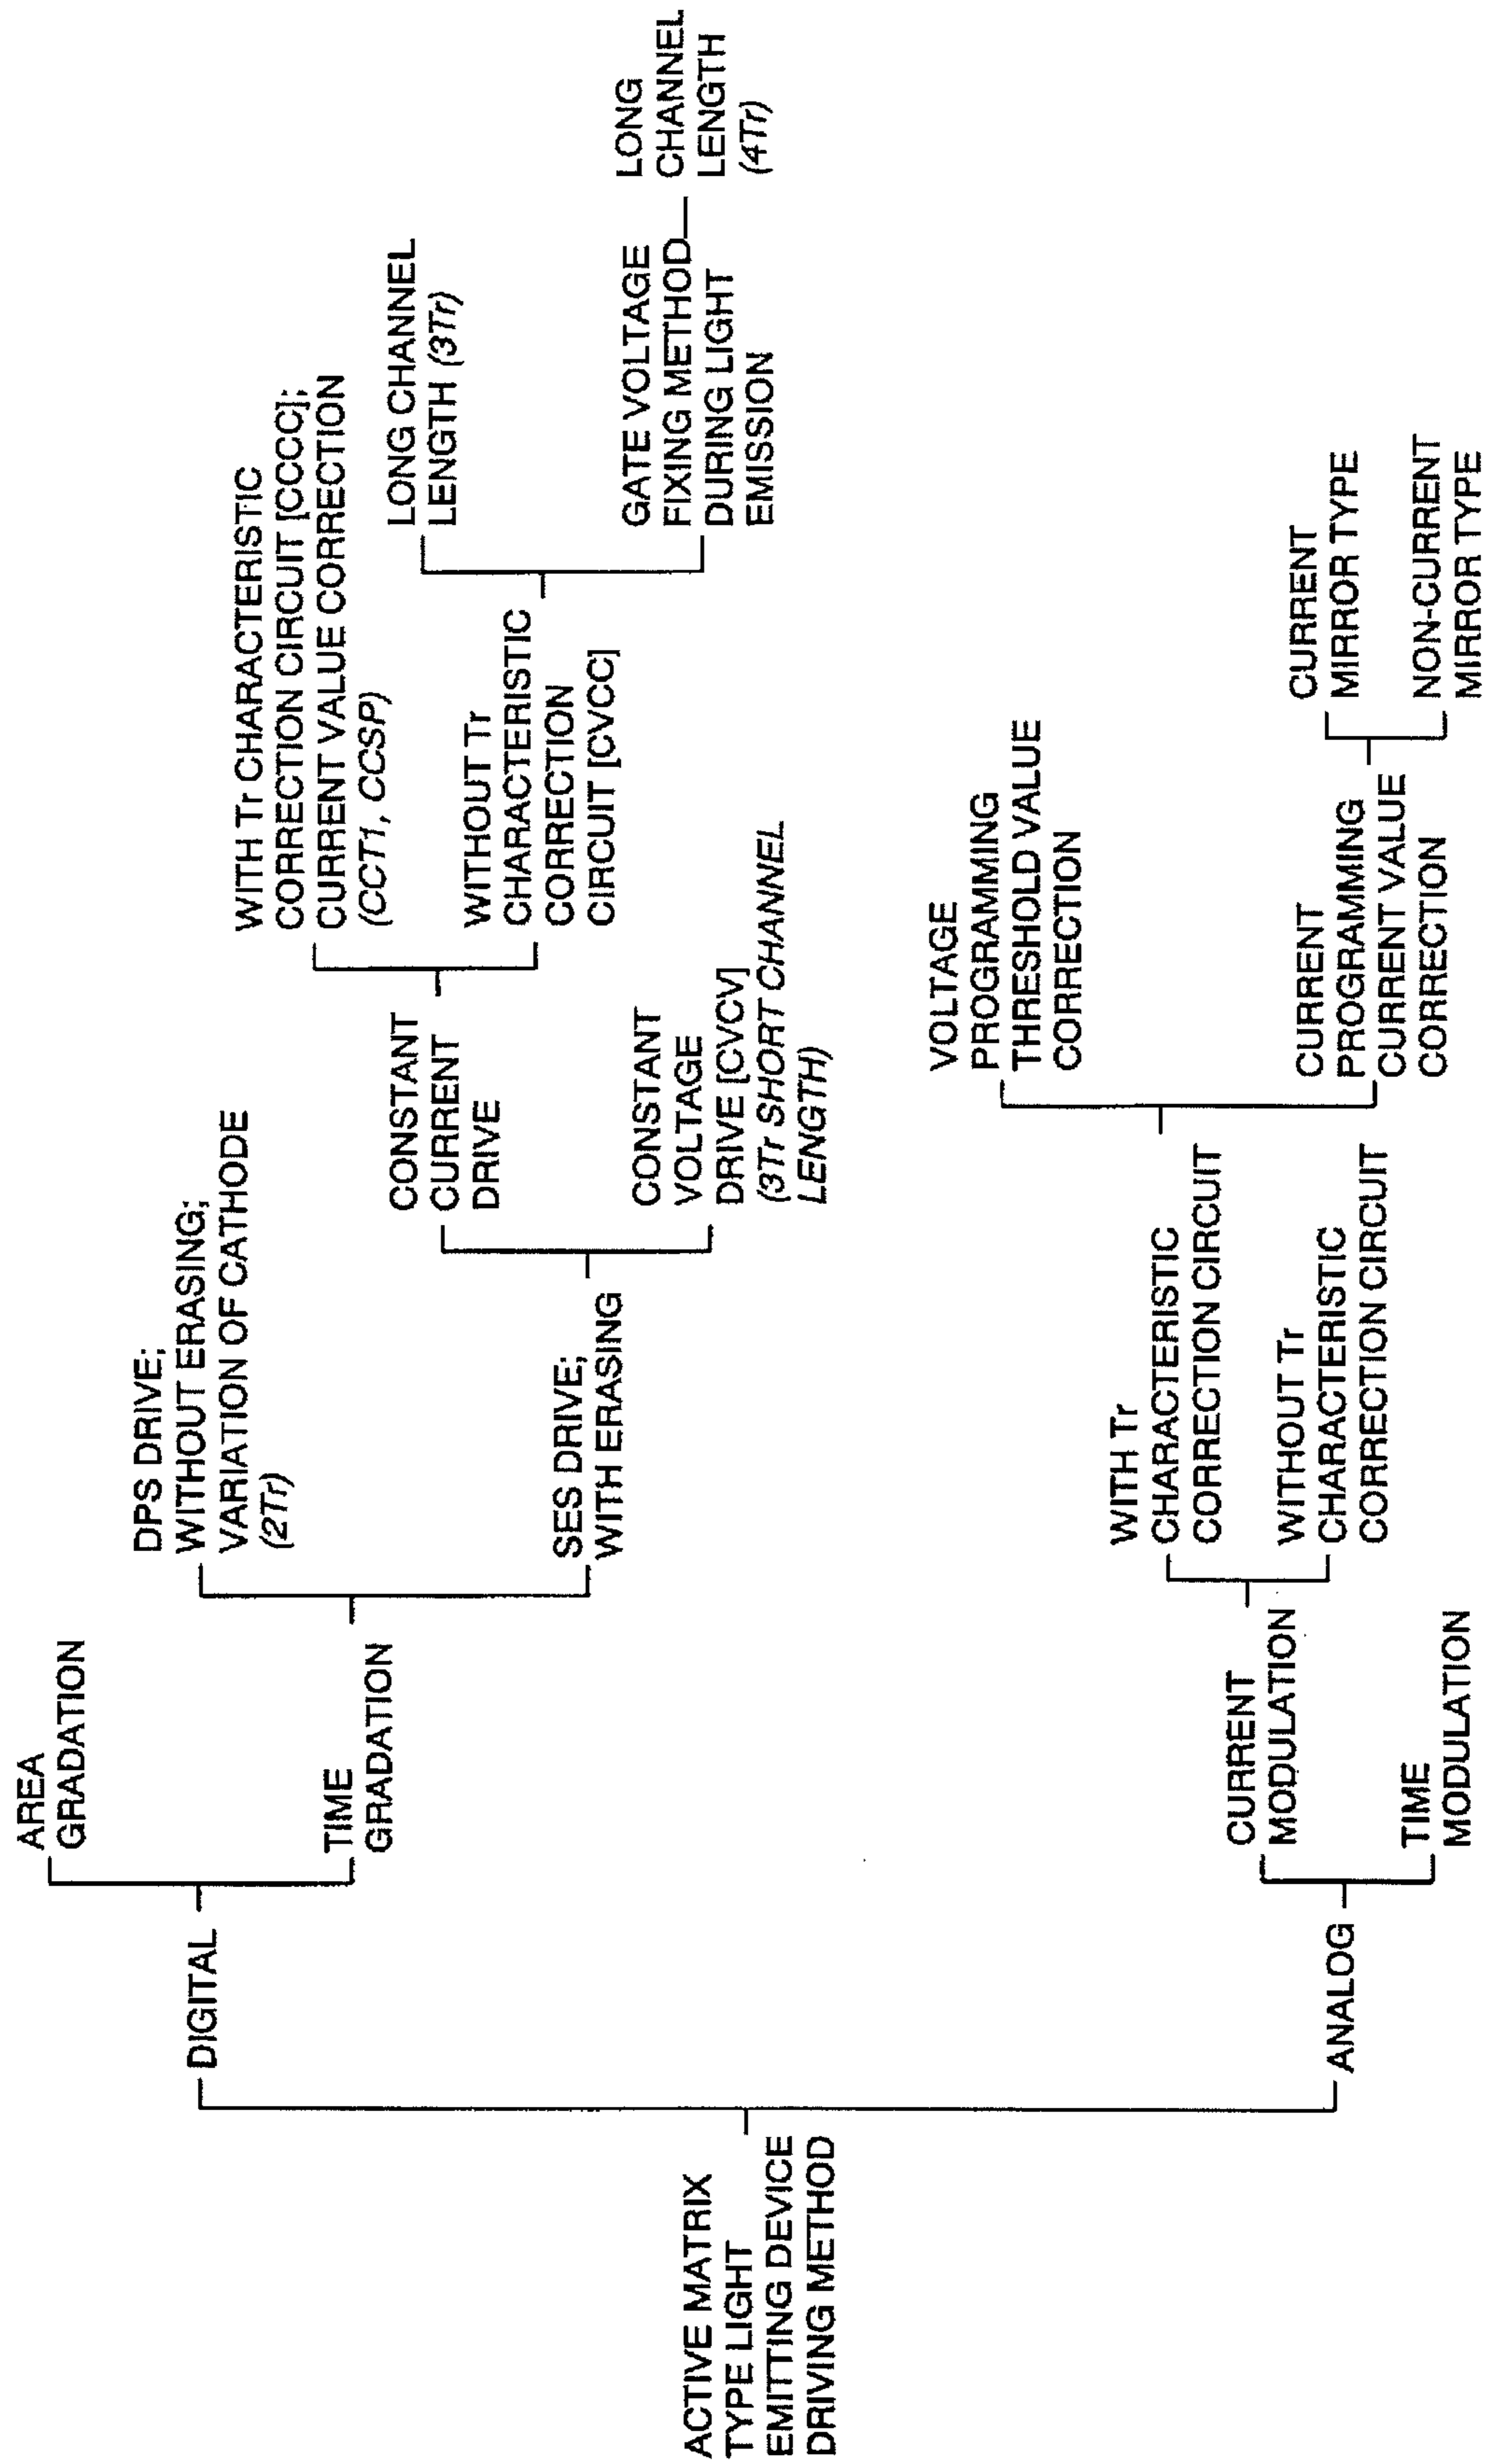 ACTIVE MATRIX
TYPE LIGHT
EMITTING DEVICE
DRIVING METHOD
DIGITAL
AREA
GRADATION
TIME
GRADATION
DPS DRIVE;
WITHOUT ERASING;
VARIATION OF CATHODE
(2Tr)
SES DRIVE;
WITH ERASING
CONSTANT
CURRENT
DRIVE
WITH Tr CHARACTERISTIC
CORRECTION CIRCUIT [CCCC];
CURRENT VALUE CORRECTION
(CCT1, CCSP)
WITHOUT Tr
CHARACTERISTIC
CORRECTION
CIRCUIT [CVCC]
LONG CHANNEL
LENGTH (3Tr)
GATE VOLTAGE
FIXING METHOD
DURING LIGHT
EMISSION
LONG
CHANNEL
LENGTH
(4Tr)
CONSTANT
VOLTAGE
DRIVE [CVCV]
(3Tr SHORT CHANNEL
LENGTH)
ANALOG
CURRENT
MODULATION
TIME
MODULATION
WITH Tr
CHARACTERISTIC
CORRECTION CIRCUIT
WITHOUT Tr
CHARACTERISTIC
CORRECTION CIRCUIT
VOLTAGE
PROGRAMMING
THRESHOLD VALUE
CORRECTION
CURRENT
PROGRAMMING
CURRENT VALUE
CORRECTION
CURRENT
MIRROR TYPE
NON-CURRENT
MIRROR TYPE